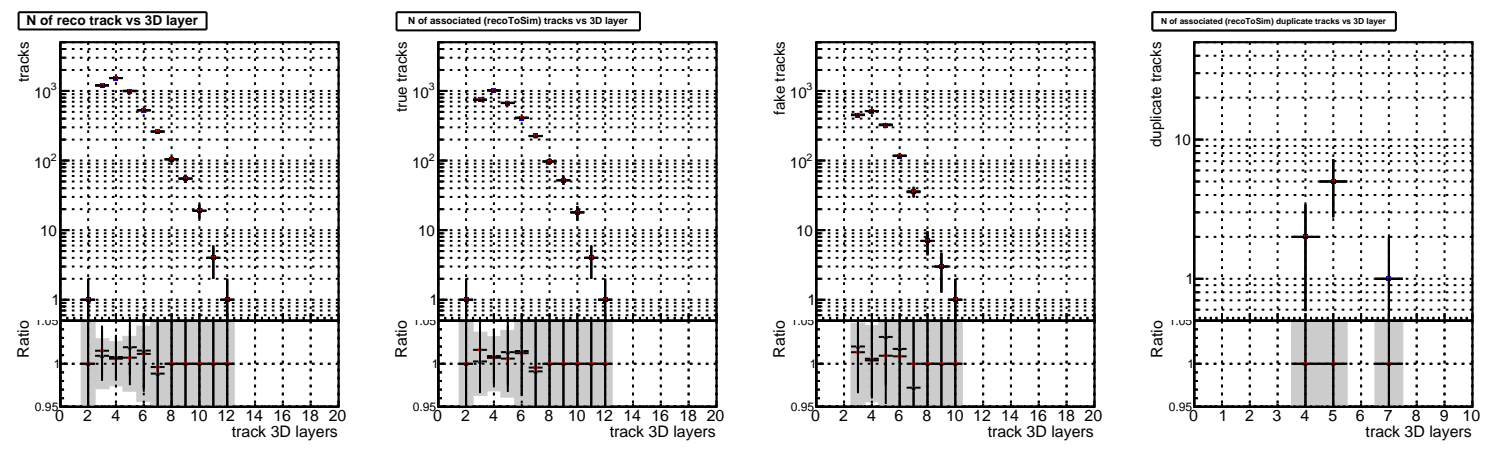 N of reco track vs 3D layer
tracks
10³
10²
10
1
Ratio
1.05
1
0.95
0 2 4 6 8 10 12 14 16 18 20
track 3D layers
N of associated (recoToSim) tracks vs 3D layer
true tracks
10³
10²
10
1
Ratio
1.05
1
0.95
0 2 4 6 8 10 12 14 16 18 20
track 3D layers
fake tracks
10³
10²
10
1
Ratio
1.05
1
0.95
0 2 4 6 8 10 12 14 16 18 20
track 3D layers
N of associated (recoToSim) duplicate tracks vs 3D layer
duplicate tracks
10
1
Ratio
1.05
1
0.95
0 1 2 3 4 5 6 7 8 9 10
track 3D layers